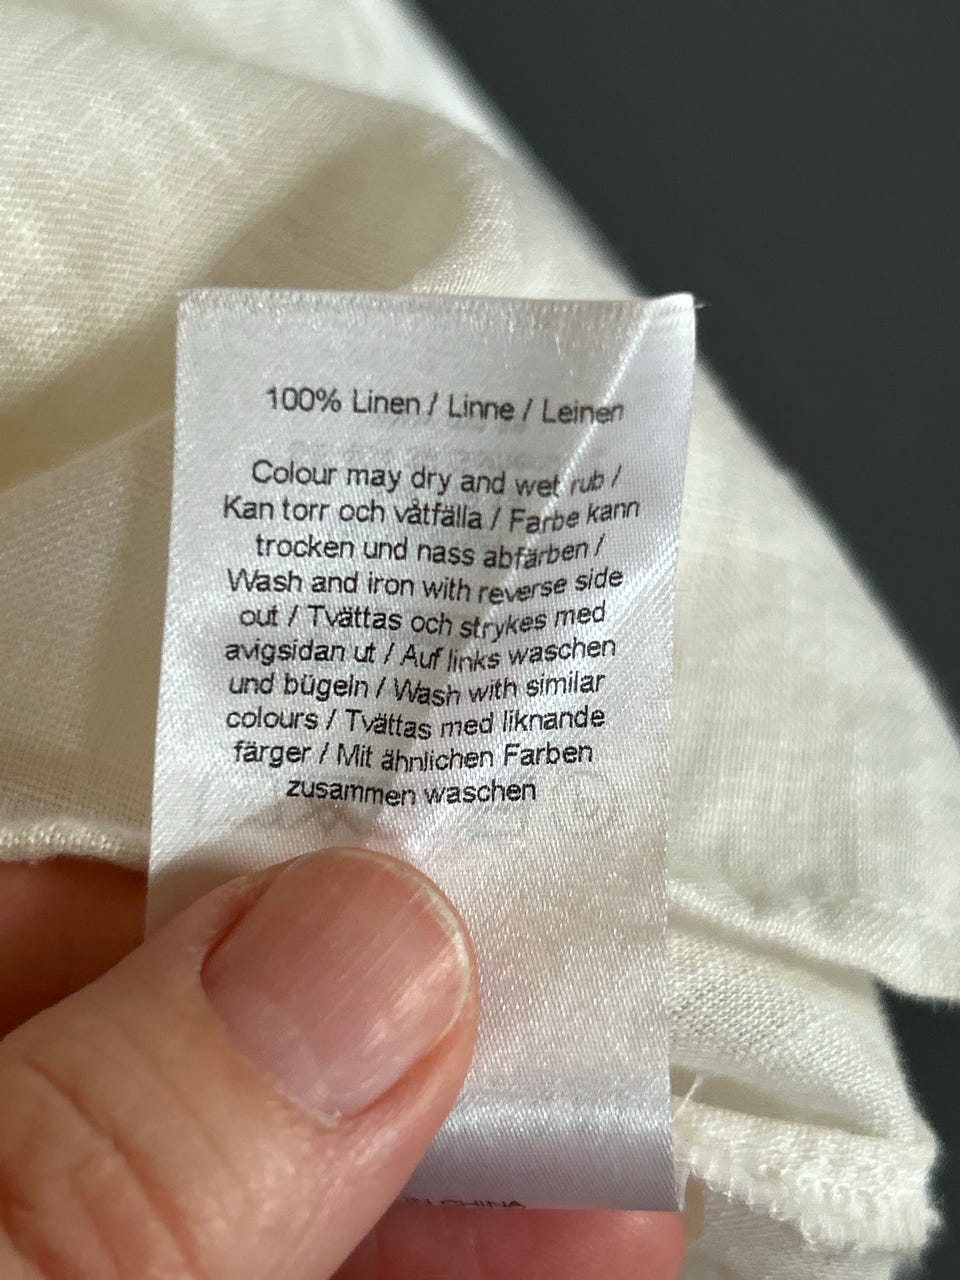 100% Linen / Linne / Leinen
Colour may dry and wet rub /
Kan torr och våtfälla / Farbe kann
trocken und nass abfärben /
Wash and iron with reverse side
out / Tvättas och strykes med
avigsidan ut / Auf links waschen
und bügeln / Wash with similar
colours / Tvättas med liknande
färger / Mit ähnlichen Farben
zusammen waschen
IN CHINA